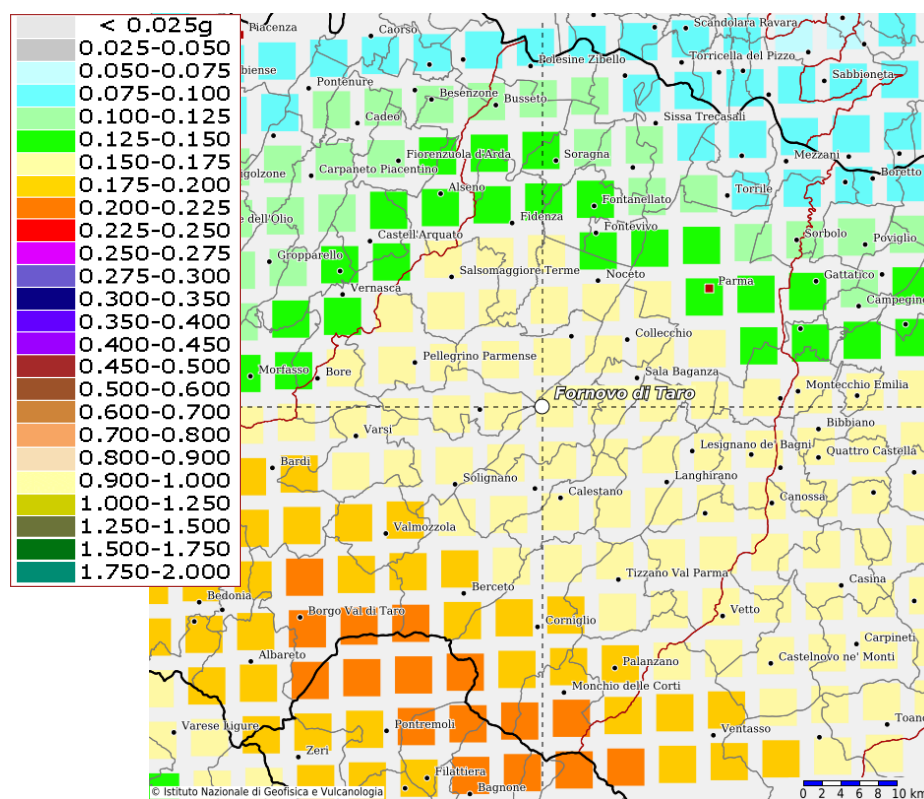 < 0.025g
0.025-0.050
0.050-0.075
0.075-0.100
0.100-0.125
0.125-0.150
0.150-0.175
0.175-0.200
0.200-0.225
0.225-0.250
0.250-0.275
0.275-0.300
0.300-0.350
0.350-0.400
0.400-0.450
0.450-0.500
0.500-0.600
0.600-0.700
0.700-0.800
0.800-0.900
0.900-1.000
1.000-1.250
1.250-1.500
1.500-1.750
1.750-2.000
Piacenza
Caorso
Scandolara Ravara
Polesine Zibello
Torricella del Pizzo
Sabbioneta
Pontenure
Besenzone
Busseto
Cadeo
Sissa Trecasali
Fiorenzuola d'Arda
Soragna
Mezzani
Carpaneto Piacentino
Boretto
Alseno
Torrile
Fontanellato
Fidenza
Fontevivo
Castell'Arquato
Sorbolo
Poviglio
Gropparello
Salsomaggiore Terme
Noceto
Parma
Gattatico
Vernasca
Campegine
Collecchio
Pellegrino Parmense
Morfasso
Bore
Sala Baganza
Montecchio Emilia
Fornovo di Taro
Varsi
Bibbiano
Lesignano de' Bagni
Quattro Castella
Bardi
Solignano
Langhirano
Calestano
Canossa
Valmozzola
Tizzano Val Parma
Casina
Berceto
Bedonia
Borgo Val di Taro
Vetto
Corniglio
Carpineti
Albareto
Palanzano
Castelnovo ne' Monti
Monchio delle Corti
Varese Ligure
Pontremoli
Ventasso
Toano
Zeri
Filattiera
Bagnone
© Istituto Nazionale di Geofisica e Vulcanologia
0 2 4 6 8 10 km